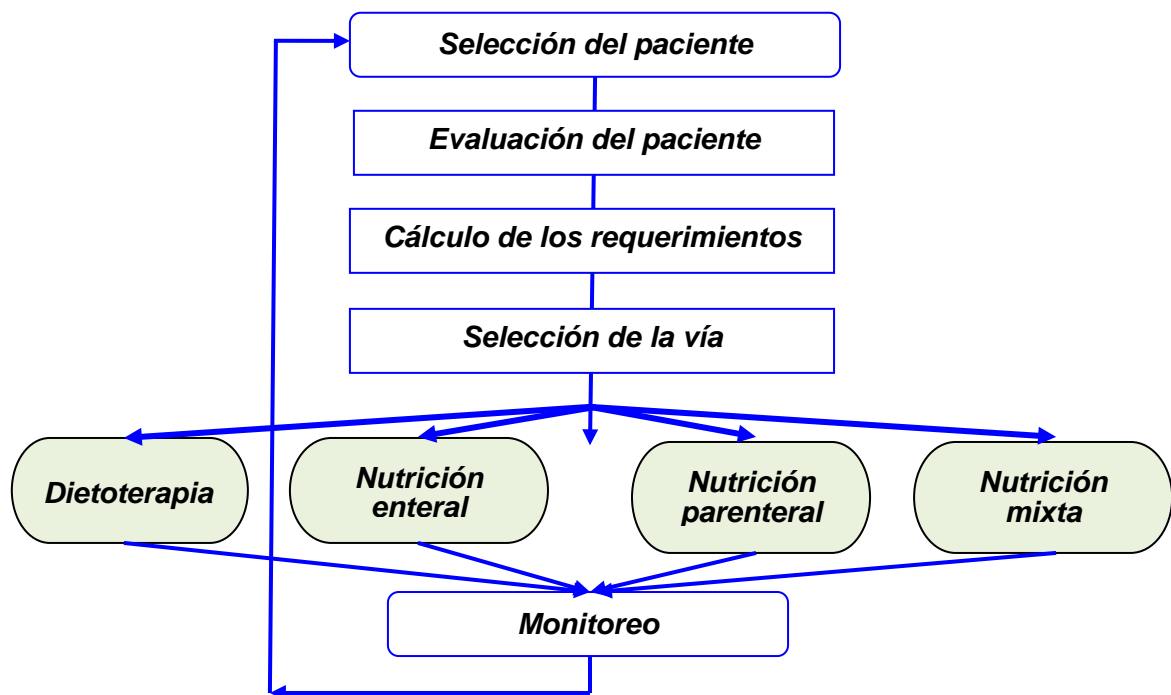 Selección del paciente
Evaluación del paciente
Cálculo de los requerimientos
Selección de la vía
Dietoterapia
Nutrición
enteral
Nutrición
parenteral
Nutrición
mixta
Monitoreo